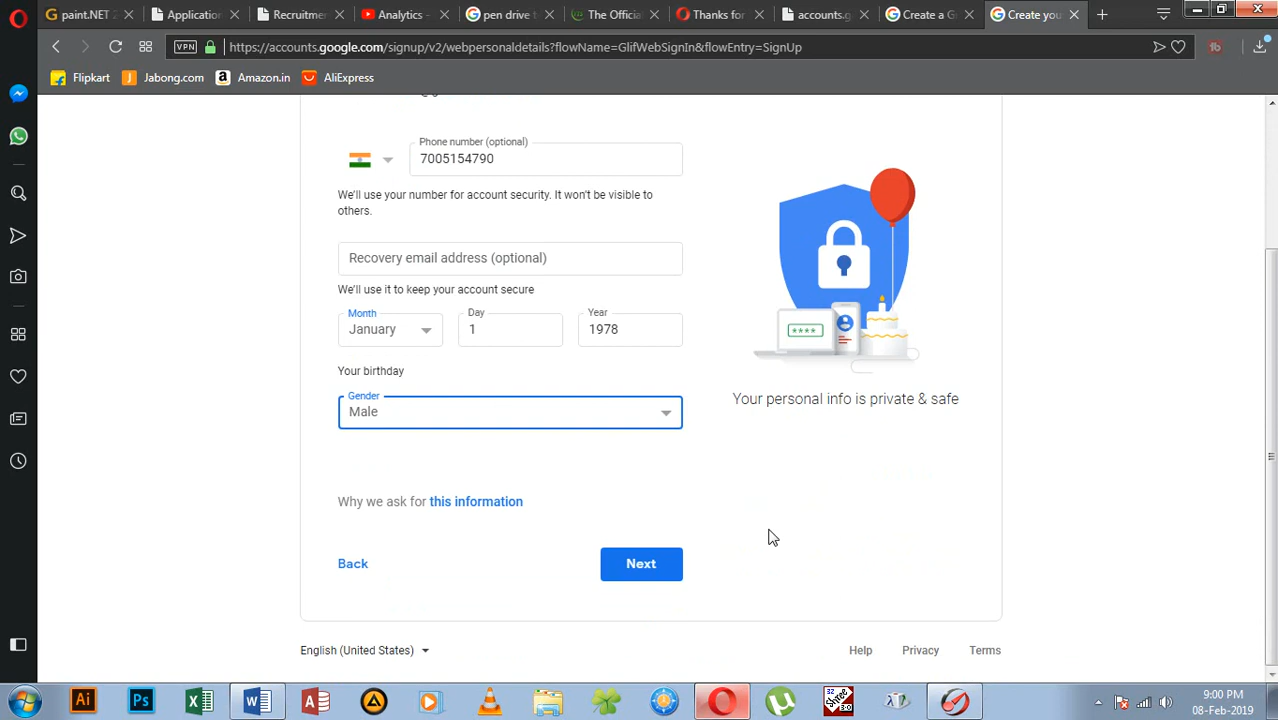 paint.NET 2
Application
Recruitmer
Analytics -
pen drive f
The Official
Thanks for
accounts.g
Create a G
Create you
VPN
https://accounts.google.com/signup/v2/webpersonaldetails?flowName=GlifWebSignIn&flowEntry=SignUp
Flipkart
Jabong.com
Amazon.in
AliExpress
Phone number (optional)
7005154790
We'll use your number for account security. It won't be visible to
others.
Recovery email address (optional)
We'll use it to keep your account secure
Month
January
Day
1
Year
1978
Your birthday
Gender
Male
Your personal info is private & safe
Why we ask for this information
Back
Next
English (United States)
Help
Privacy
Terms
9:00 PM
08-Feb-2019